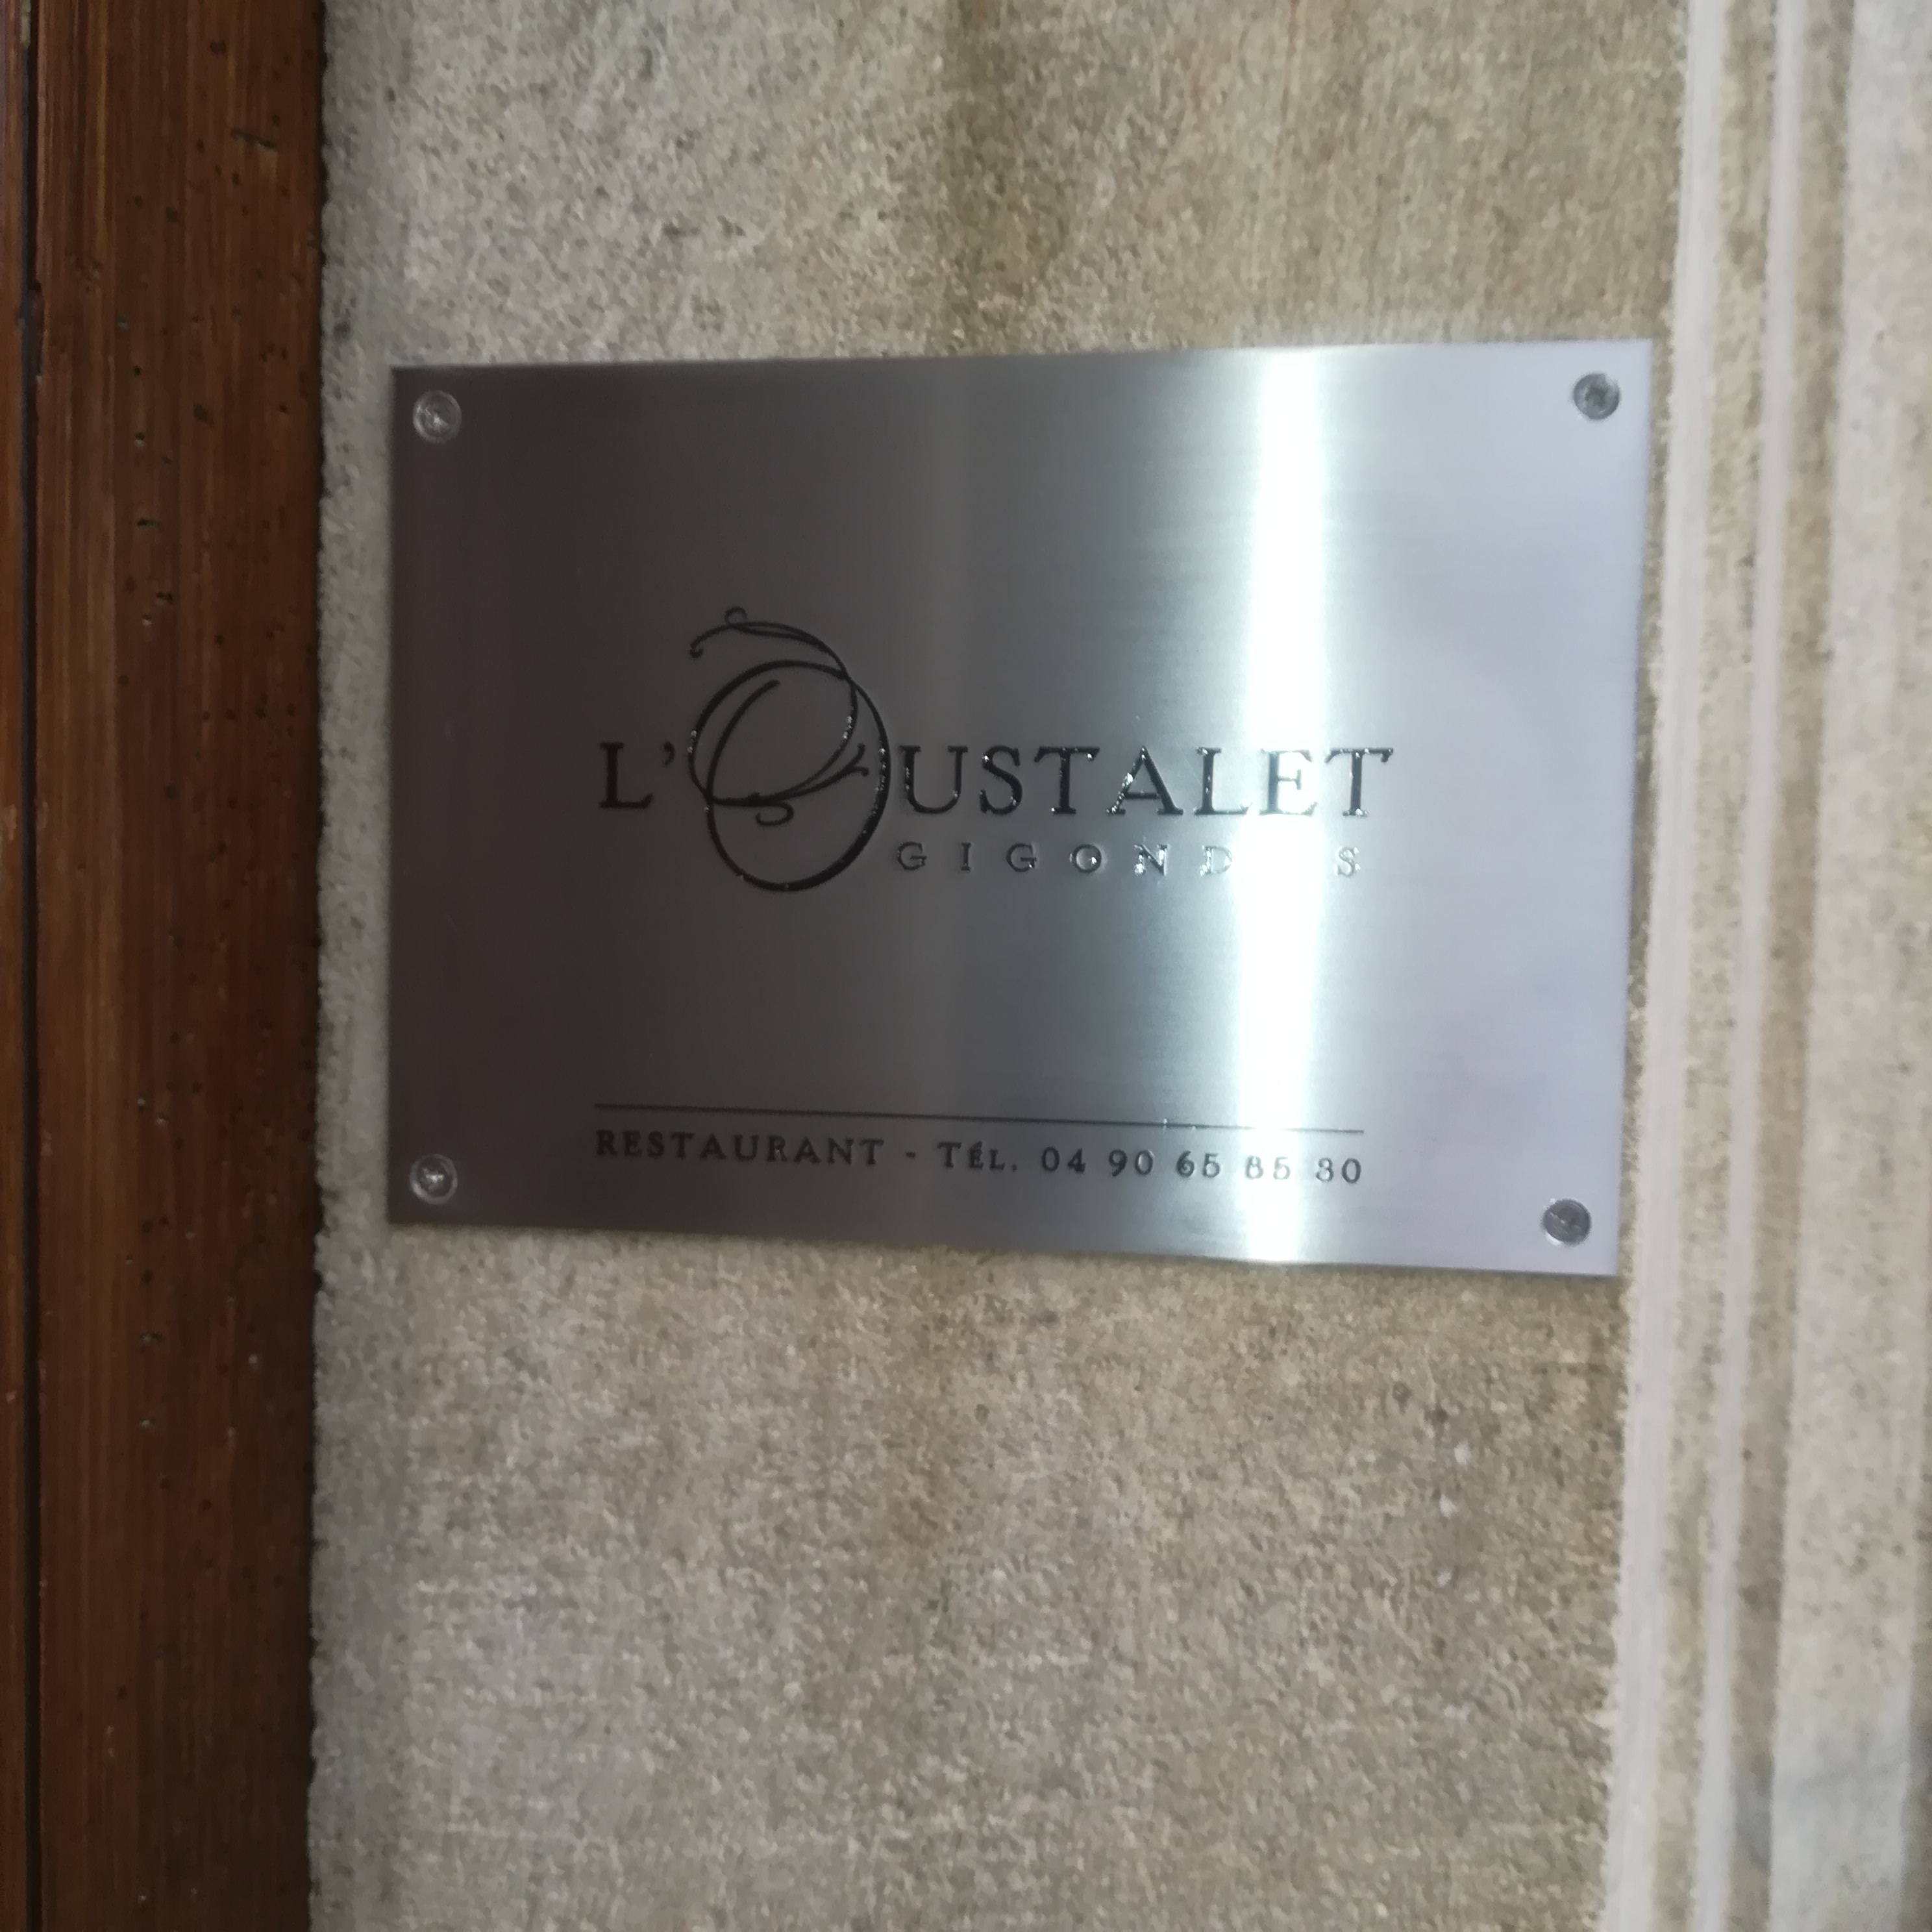 L'OUSTALET
GIGONDAS
RESTAURANT - TÉL. 04 90 65 85 30